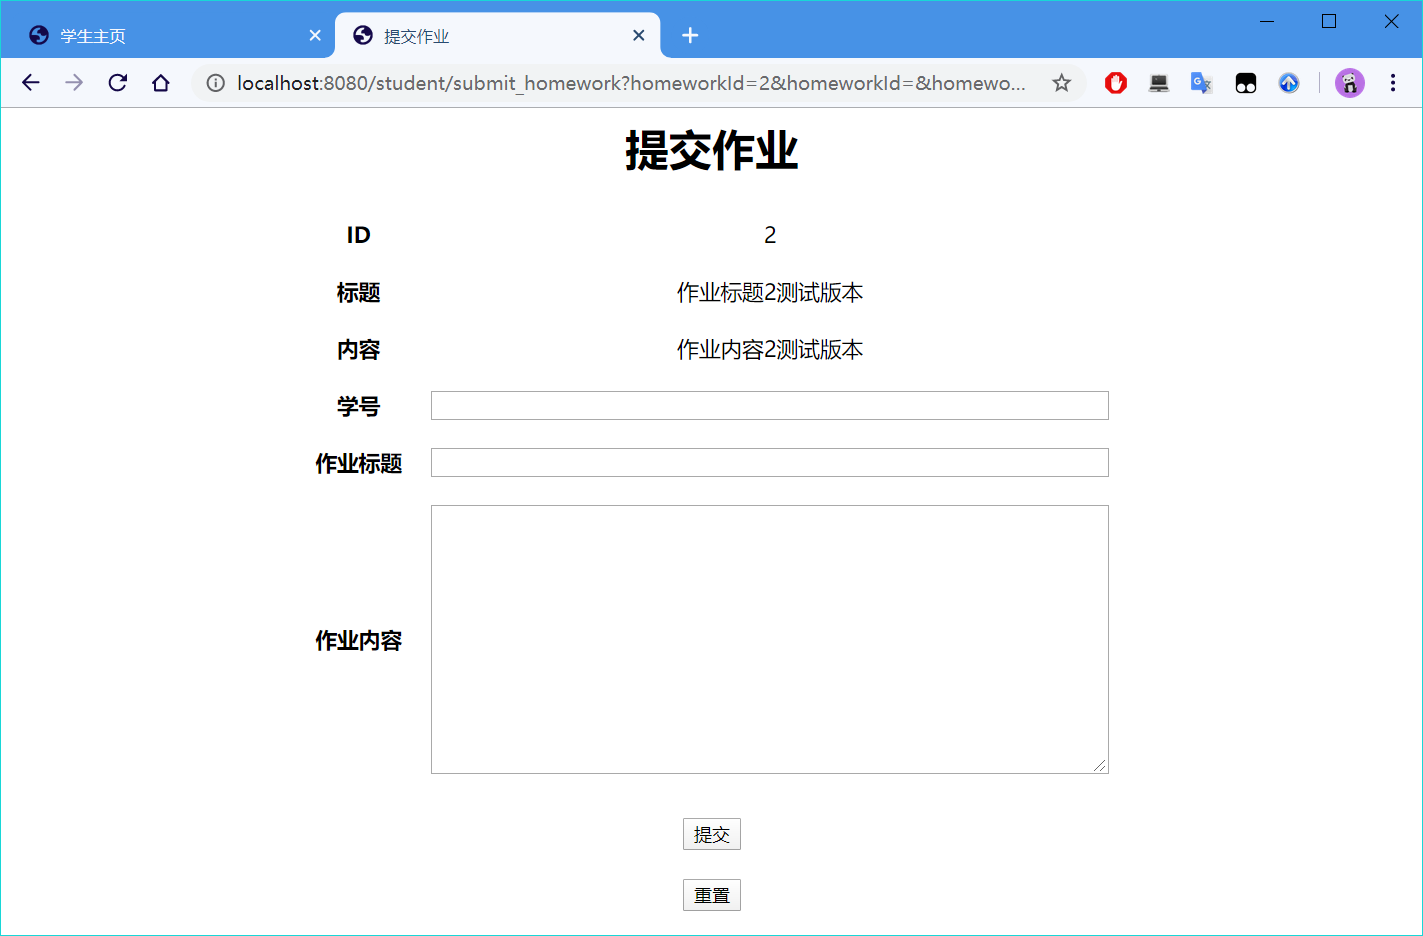 学生主页
提交作业
localhost:8080/student/submit_homework?homeworkId=2&homeworkId=&homewo...
提交作业
ID 2
标题 作业标题2测试版本
内容 作业内容2测试版本
学号
作业标题
作业内容
提交
重置